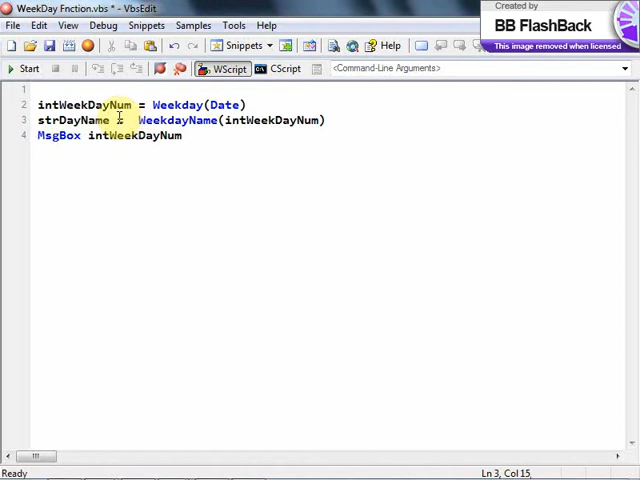 WeekDay Fnction.vbs * - VbsEdit
Created by
BB FlashBack
This image removed when licensed
File Edit View Debug Snippets Samples Tools Help
Snippets Help
Start WScript CScript <Command-Line Arguments>
1
2 intWeekDayNum = Weekday(Date)
3 strDayName = WeekdayName(intWeekDayNum)
4 MsgBox intWeekDayNum
Ready Ln 3, Col 15,